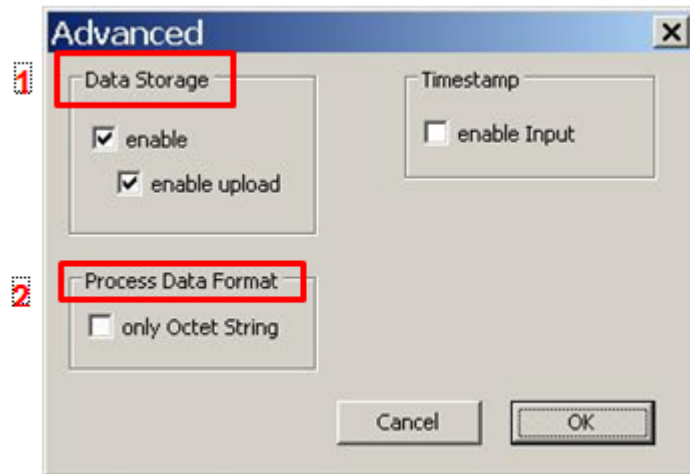 Advanced
1
Data Storage
enable
enable upload
Timestamp
enable Input
2
Process Data Format
only Octet String
Cancel
OK